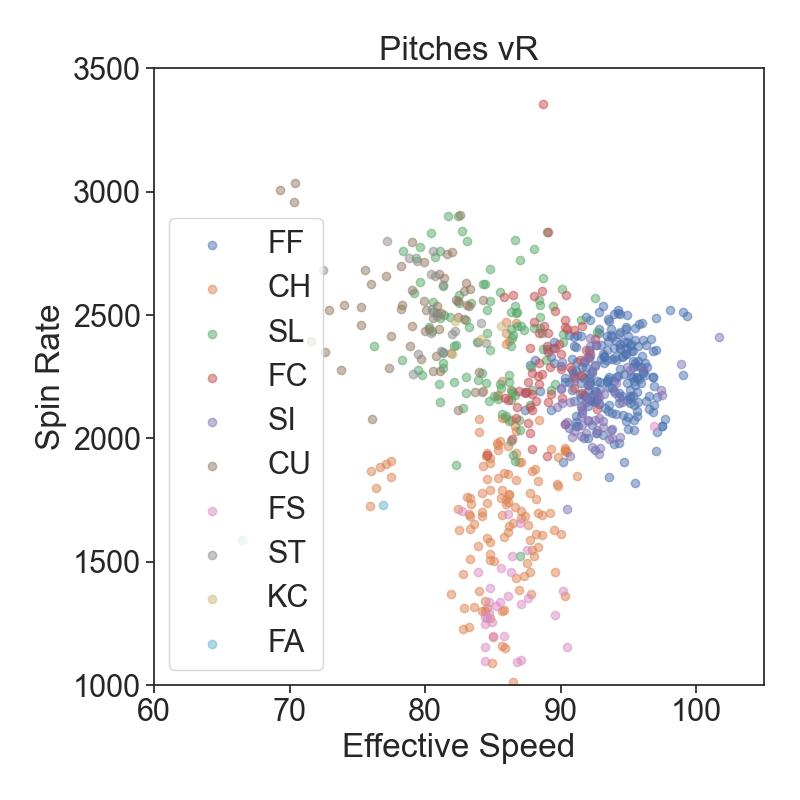 Pitches vR
3500
3000
2500
2000
1500
1000
Spin Rate
FF
CH
SL
FC
SI
CU
FS
ST
KC
FA
60
70
80
90
100
Effective Speed